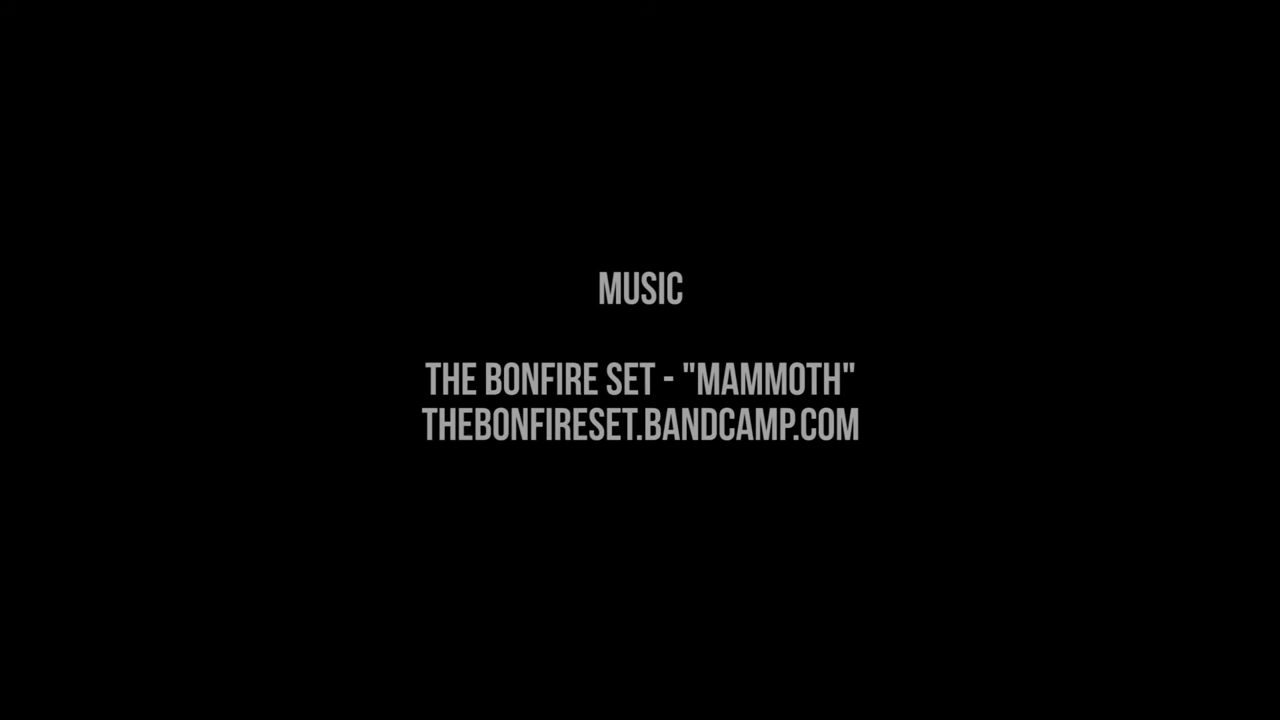 MUSIC
THE BONFIRE SET - "MAMMOTH"
THEBONFIRESET.BANDCAMP.COM